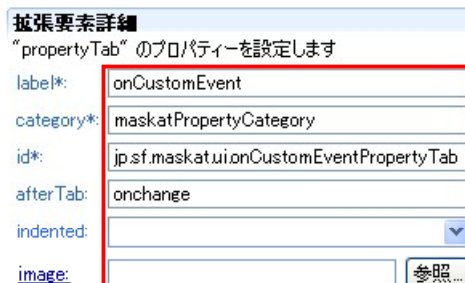 拡張要素詳細
"propertyTab" のプロパティーを設定します
label*: onCustomEvent
category*: maskatPropertyCategory
id*: jp.sf.maskat.ui.onCustomEventPropertyTab
afterTab: onchange
indented:
image: 参照...